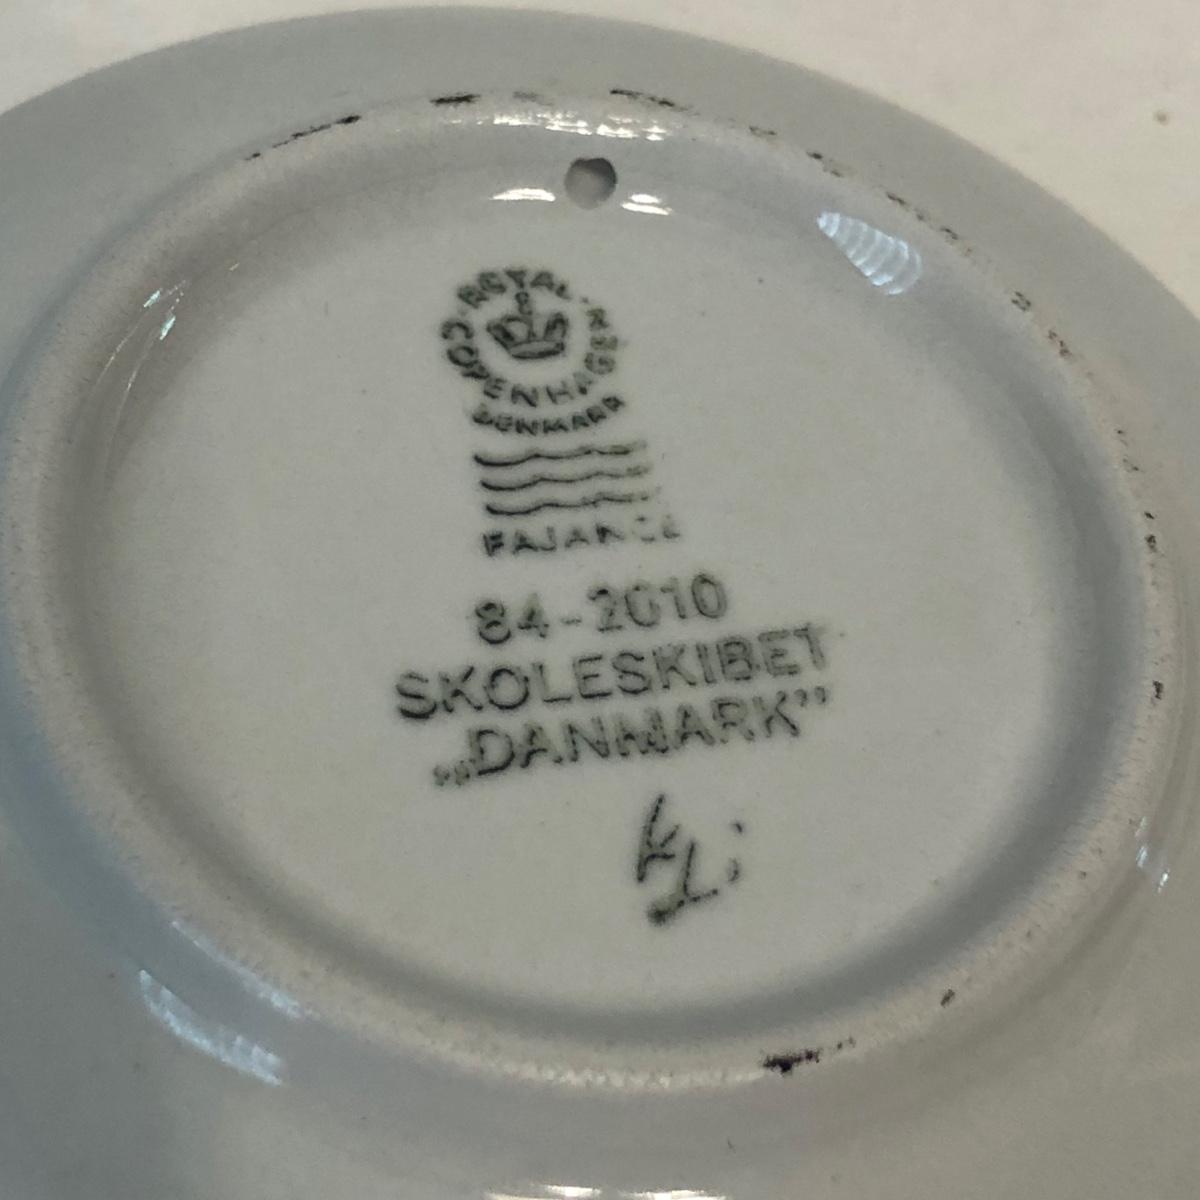 ROYAL COPENHAGEN
DENMARK
FAJANCE
84-2010
SKOLESKIBET
„DANMARK”